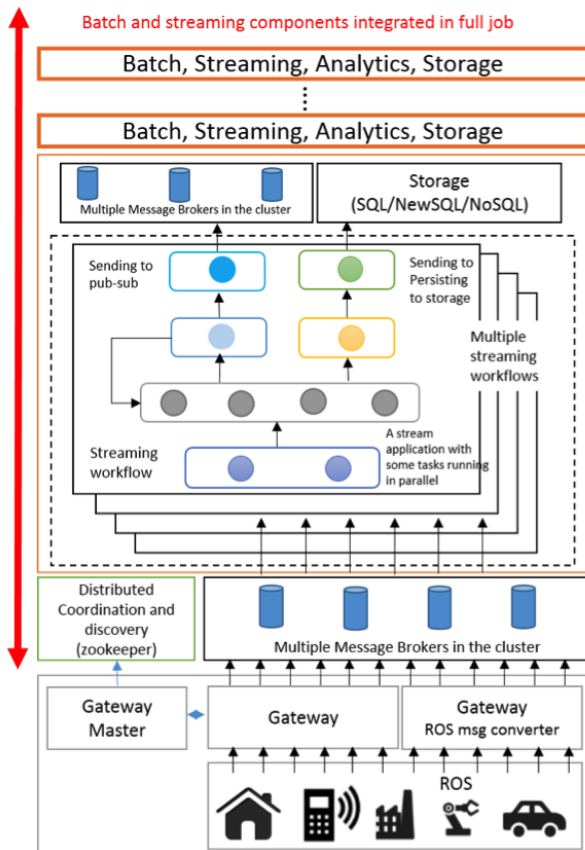 Batch and streaming components integrated in full job
Batch, Streaming, Analytics, Storage
Batch, Streaming, Analytics, Storage
Multiple Message Brokers in the cluster
Storage
(SQL/NewSQL/NoSQL)
Sending to
pub-sub
Sending to
Persisting
to storage
Multiple
streaming
workflows
Streaming
workflow
A stream
application with
some tasks running
in parallel
Distributed
Coordination and
discovery
(zookeeper)
Multiple Message Brokers in the cluster
Gateway
Master
Gateway
Gateway
ROS msg converter
ROS